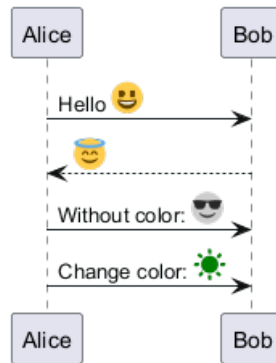 Alice Bob
Hello 😀
😇
Without color: 😎
Change color: ☀
Alice Bob